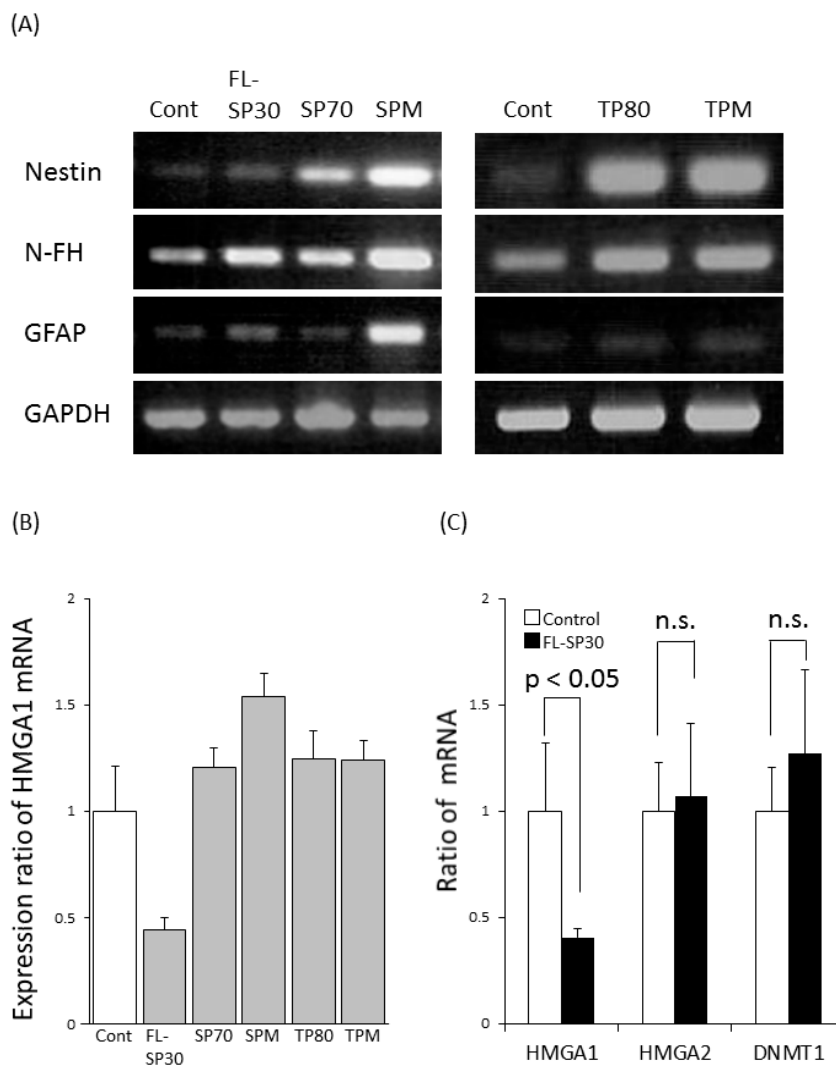 (A)
Cont FL-SP30 SP70 SPM Cont TP80 TPM
Nestin
N-FH
GFAP
GAPDH
(B)
Expression ratio of HMGA1 mRNA
2
1.5
1
0.5
0
Cont FL-SP30 SP70 SPM TP80 TPM
(C)
Ratio of mRNA
2
1.5
1
0.5
0
Control
FL-SP30
p < 0.05
n.s.
n.s.
HMGA1 HMGA2 DNMT1